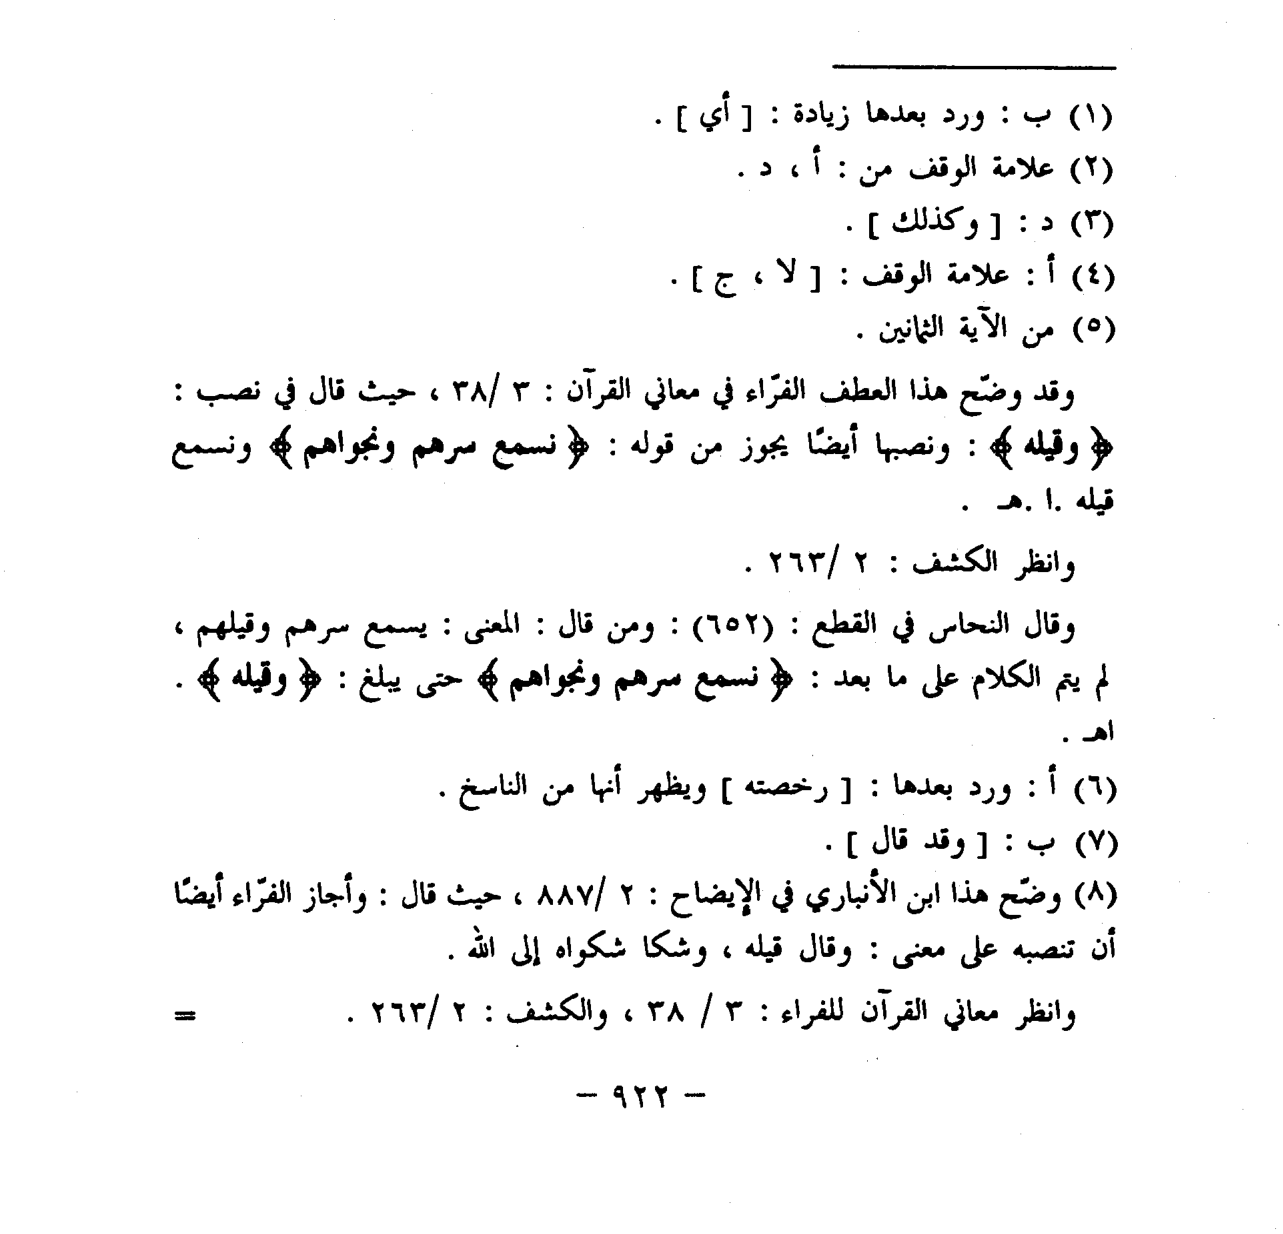 (١) ب : ورد بعدها زيادة : [ أي ] .
(٢) علامة الوقف من : أ ، د .
(٣) د : [ وكذلك ] .
(٤) أ : علامة الوقف : [ لا ، ج ] .
(٥) من الآية الثمانين .
وقد وضّح هذا العطف الفرّاء في معاني القرآن : ٣ /٣٨ ، حيث قال في نصب :
﴿ وقيله ﴾ : ونصبها أيضًا يجوز من قوله : ﴿ نسمع سرهم ونجواهم ﴾ ونسمع
قيله .ا .هـ .
وانظر الكشف : ٢ /٢٦٣ .
وقال النحاس في القطع : (٦٥٢) : ومن قال : المعنى : يسمع سرهم وقيلهم ،
لم يتم الكلام على ما بعد : ﴿ نسمع سرهم ونجواهم ﴾ حتى يبلغ : ﴿ وقيله ﴾ .
اهـ .
(٦) أ : ورد بعدها : [ رخصته ] ويظهر أنها من الناسخ .
(٧) ب : [ وقد قال ] .
(٨) وضّح هذا ابن الأنباري في الإيضاح : ٢ /٨٨٧ ، حيث قال : وأجاز الفرّاء أيضًا
أن تنصبه على معنى : وقال قيله ، وشكا شكواه إلى الله .
وانظر معاني القرآن للفراء : ٣ / ٣٨ ، والكشف : ٢ /٢٦٣ . =
– ٩٢٢ –